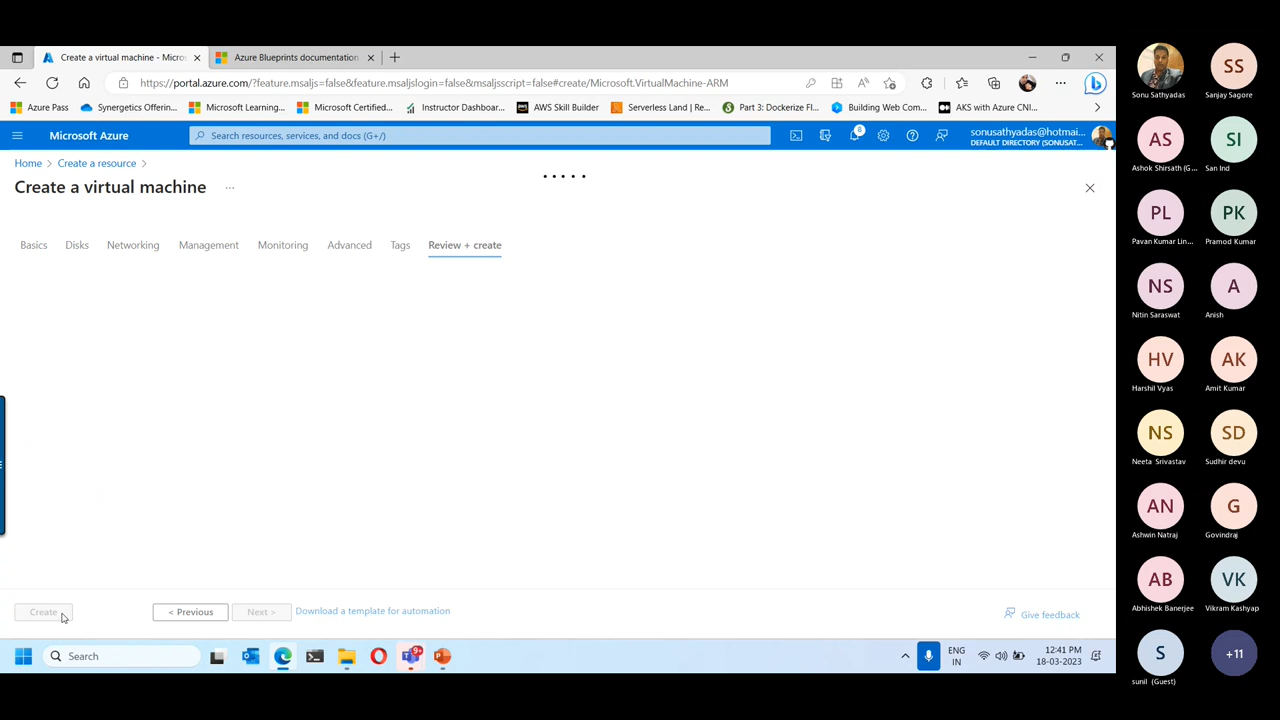 Create a virtual machine - Micros
Azure Blueprints documentation
https://portal.azure.com/?feature.msaljs=false&feature.msaljslogin=false&msaljsscript=false#create/Microsoft.VirtualMachine-ARM
Azure Pass
Synergetics Offerin...
Microsoft Learning...
Microsoft Certified...
Instructor Dashboar...
AWS Skill Builder
Serverless Land | Re...
Part 3: Dockerize Fl...
Building Web Com...
AKS with Azure CNI...
Microsoft Azure
Search resources, services, and docs (G+/)
8
sonusathyadas@hotmai...
DEFAULT DIRECTORY (SONUSAT...
Home > Create a resource >
Create a virtual machine ...
Basics Disks Networking Management Monitoring Advanced Tags Review + create
Create
< Previous
Next >
Download a template for automation
Give feedback
Search
9+
ENG
IN
12:41 PM
18-03-2023
Sonu Sathyadas
SS
Sanjay Sagore
AS
Ashok Shirsath (G...
SI
San Ind
PL
Pavan Kumar Lin...
PK
Pramod Kumar
NS
Nitin Saraswat
A
Anish
HV
Harshil Vyas
AK
Amit Kumar
NS
Neeta Srivastav
SD
Sudhir devu
AN
Ashwin Natraj
G
Govindraj
AB
Abhishek Banerjee
VK
Vikram Kashyap
S
sunil (Guest)
+11